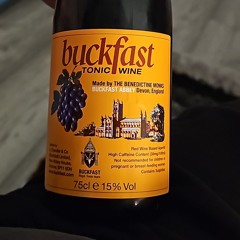 buckfast
TONIC WINE
Made by THE BENEDICTINE MONKS
BUCKFAST ABBEY Devon, England
Red Wine Based Aperitif
High Caffeine Content
Not recommended for children or
pregnant or breast feeding women
Contains Sulphites
BUCKFAST
75cl e 15% Vol